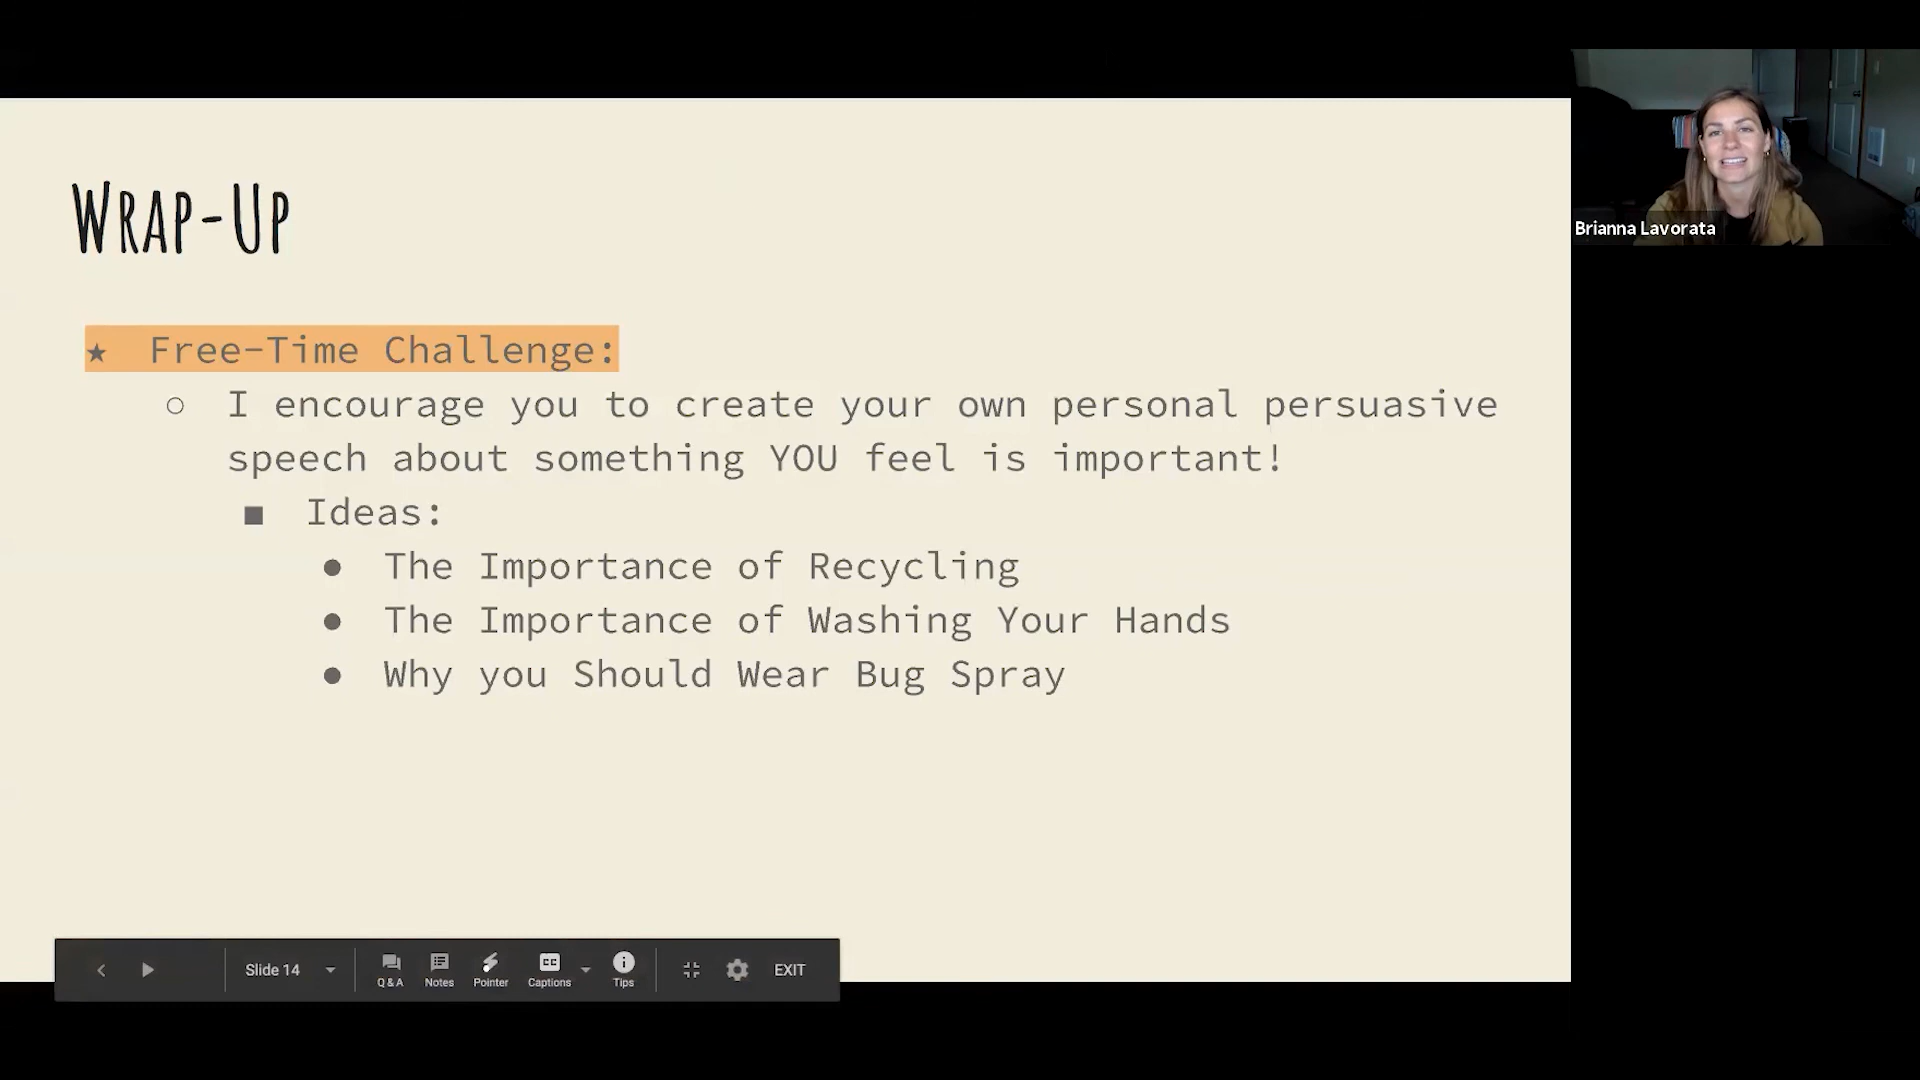 Wrap-Up
★ Free-Time Challenge:
○ I encourage you to create your own personal persuasive
speech about something YOU feel is important!
■ Ideas:
● The Importance of Recycling
● The Importance of Washing Your Hands
● Why you Should Wear Bug Spray
Brianna Lavorata
Slide 14
Q & A
Notes
Pointer
CC
Captions
Tips
EXIT